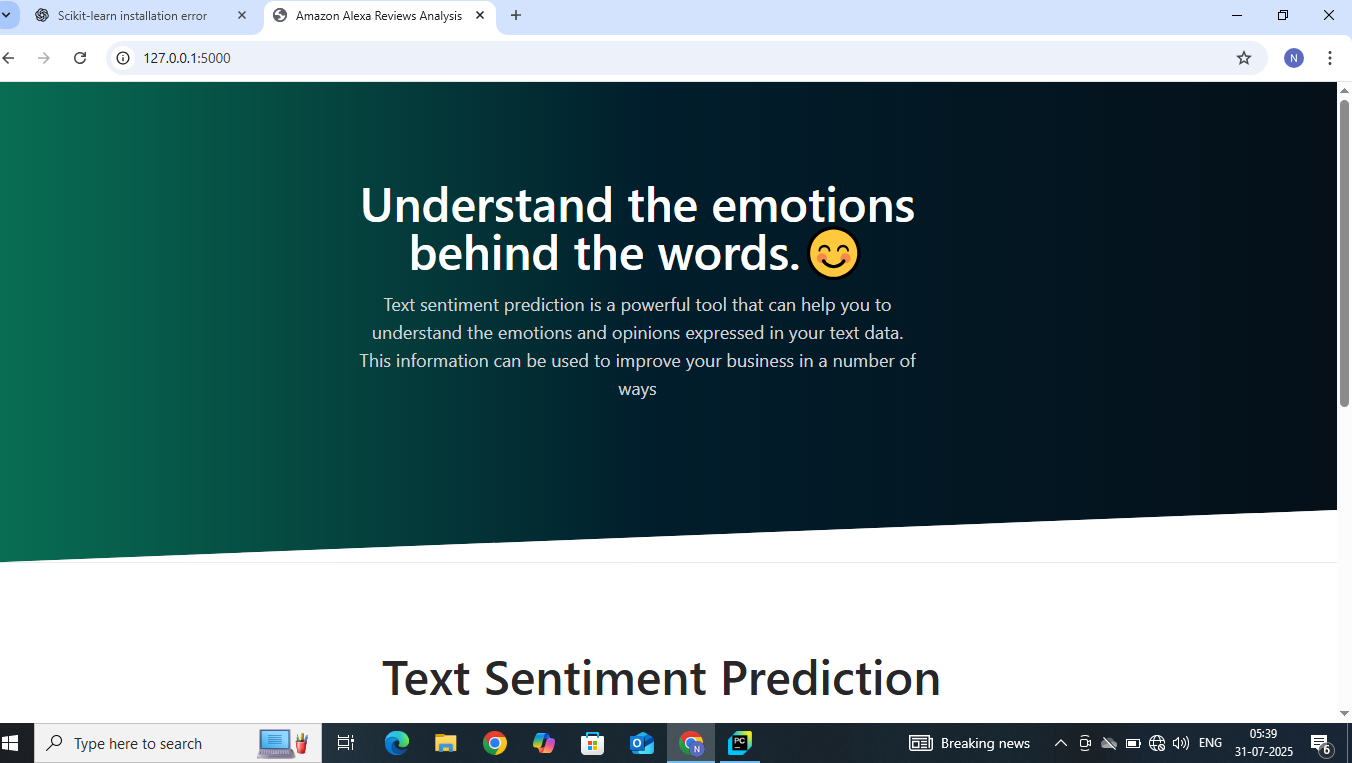 Scikit-learn installation error
Amazon Alexa Reviews Analysis
127.0.0.1:5000
N
Understand the emotions
behind the words.
Text sentiment prediction is a powerful tool that can help you to
understand the emotions and opinions expressed in your text data.
This information can be used to improve your business in a number of
ways
Text Sentiment Prediction
Type here to search
N
PC
Breaking news
ENG
05:39
31-07-2025
6